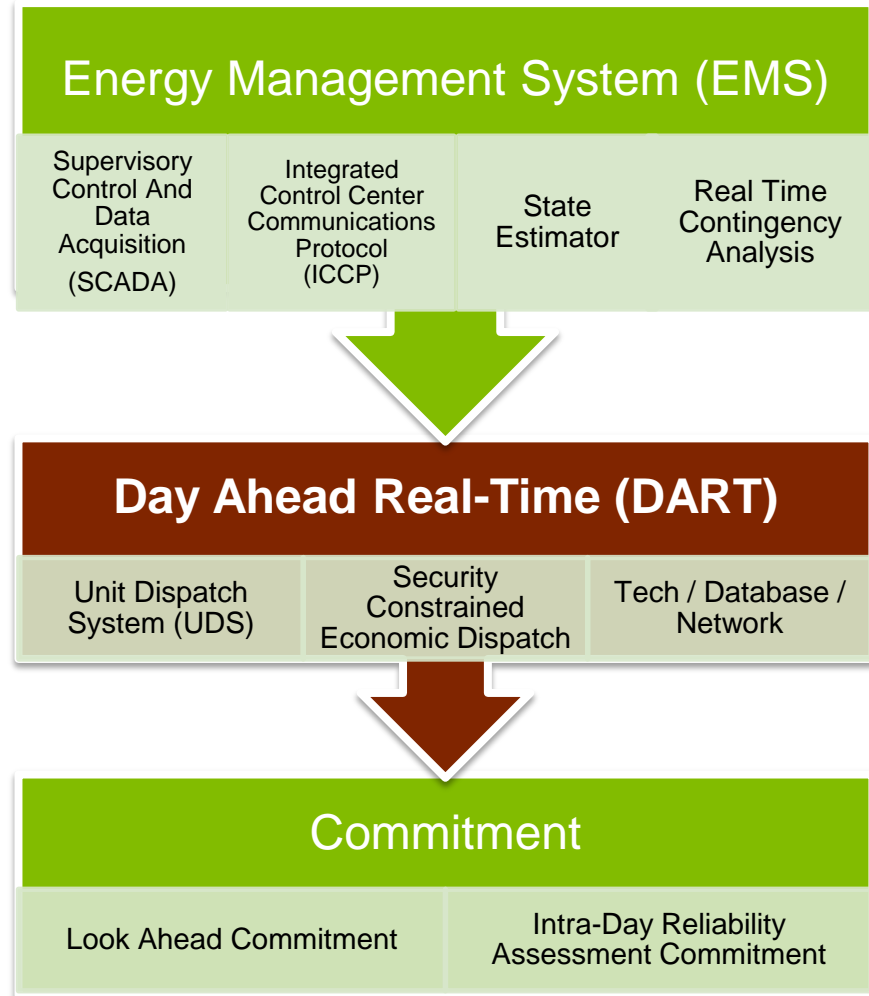 Energy Management System (EMS)
Supervisory
Control And
Data
Acquisition
(SCADA)
Integrated
Control Center
Communications
Protocol
(ICCP)
State
Estimator
Real Time
Contingency
Analysis
Day Ahead Real-Time (DART)
Unit Dispatch
System (UDS)
Security
Constrained
Economic Dispatch
Tech / Database /
Network
Commitment
Look Ahead Commitment
Intra-Day Reliability
Assessment Commitment